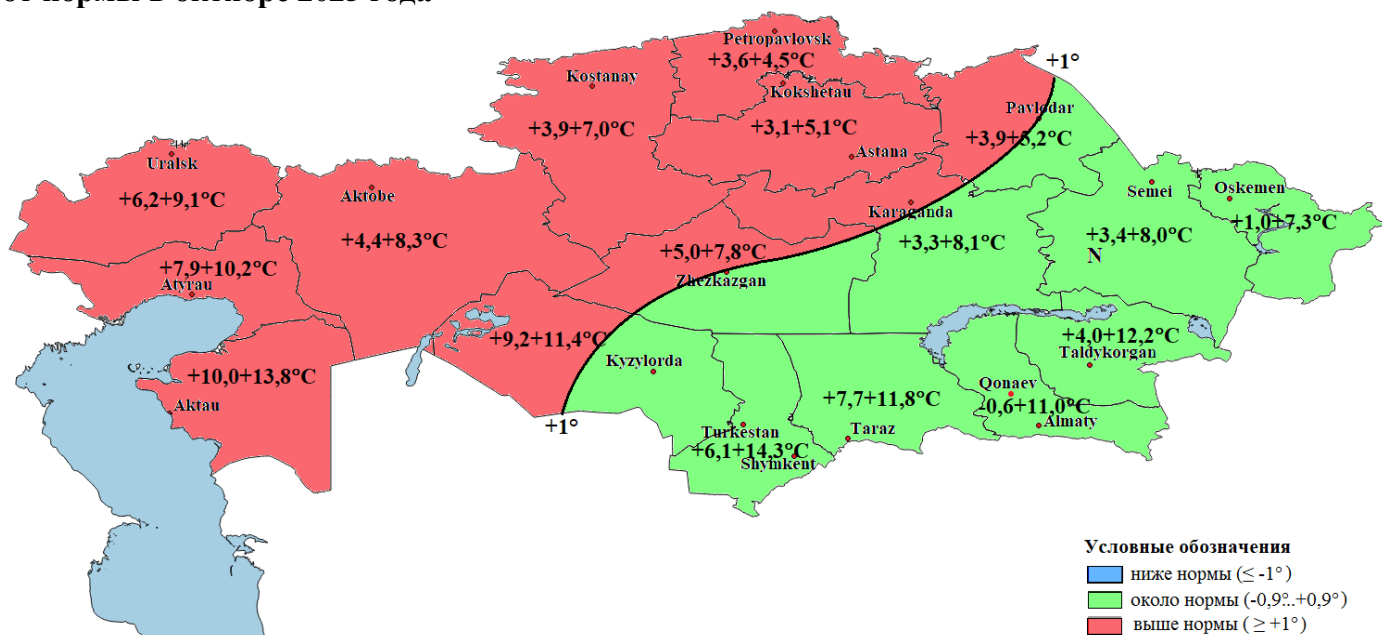 от нормы в октябре 2025 года
Petropavlovsk
+3,6+4,5°C
+1°
Kostanay
Kokshetau
Pavlodar
+3,9+7,0°C
+3,1+5,1°C
+3,9+5,2°C
Astana
Uralsk
Semei
Oskemen
Aktobe
+6,2+9,1°C
Karaganda
+1,0+7,3°C
+4,4+8,3°C
+3,3+8,1°C
+3,4+8,0°C
+5,0+7,8°C
N
+7,9+10,2°C
Zhezkazgan
Atyrau
+9,2+11,4°C
+4,0+12,2°C
Taldykorgan
Kyzylorda
+10,0+13,8°C
Qonaev
Aktau
+7,7+11,8°C
-0,6+11,0°C
+1°
Turkestan
Taraz
Almaty
+6,1+14,3°C
Shyimkent
Условные обозначения
ниже нормы (≤ -1°)
около нормы (-0,9°..+0,9°)
выше нормы ( ≥ +1°)